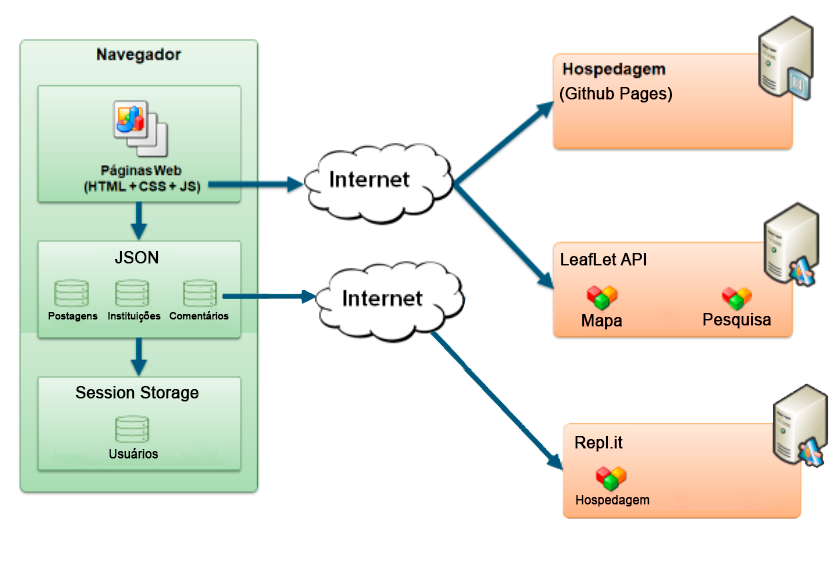 Navegador
Páginas Web
(HTML + CSS + JS)
JSON
Postagens Instituições Comentários
Session Storage
Usuários
Internet
Internet
Hospedagem
(Github Pages)
LeafLet API
Mapa Pesquisa
Repl.it
Hospedagem